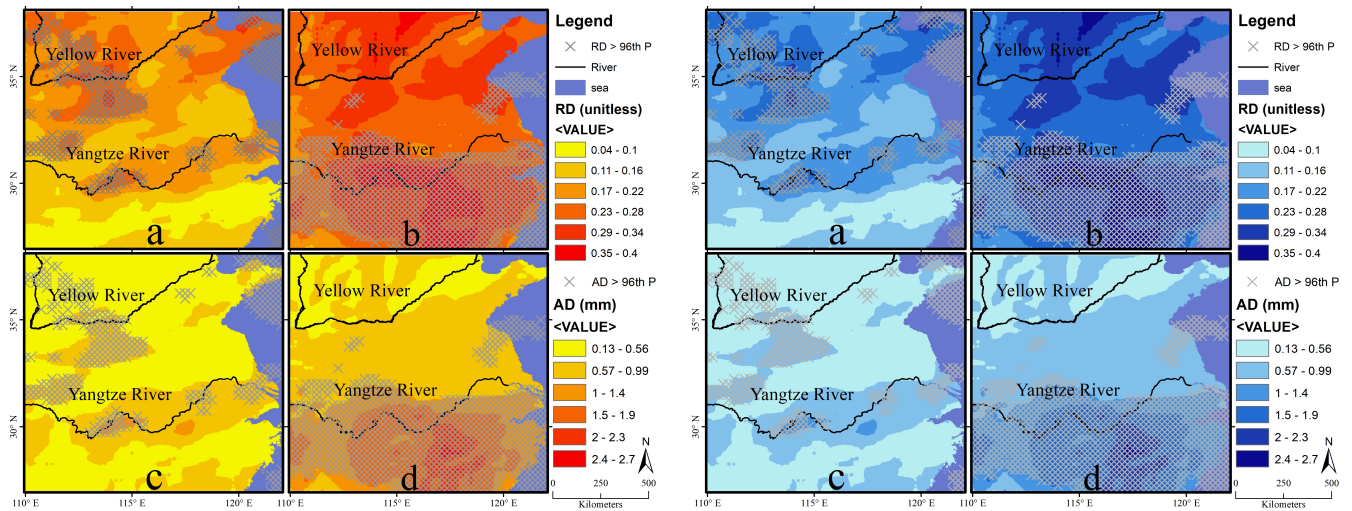 Yellow River
Yangtze River
a
Yellow River
Yangtze River
b
Yellow River
Yangtze River
c
Yellow River
Yangtze River
d
35° N
30° N
35° N
30° N
110° E
115° E
120° E
115° E
120° E
Legend
RD > 96th P
River
sea
RD (unitless)
<VALUE>
0.04 - 0.1
0.11 - 0.16
0.17 - 0.22
0.23 - 0.28
0.29 - 0.34
0.35 - 0.4
AD > 96th P
AD (mm)
<VALUE>
0.13 - 0.56
0.57 - 0.99
1 - 1.4
1.5 - 1.9
2 - 2.3
2.4 - 2.7
N
0 250 500
Kilometers
Yellow River
Yangtze River
a
Yellow River
Yangtze River
b
Yellow River
Yangtze River
c
Yellow River
Yangtze River
d
35° N
30° N
35° N
30° N
110° E
115° E
120° E
115° E
120° E
Legend
RD > 96th P
River
sea
RD (unitless)
<VALUE>
0.04 - 0.1
0.11 - 0.16
0.17 - 0.22
0.23 - 0.28
0.29 - 0.34
0.35 - 0.4
AD > 96th P
AD (mm)
<VALUE>
0.13 - 0.56
0.57 - 0.99
1 - 1.4
1.5 - 1.9
2 - 2.3
2.4 - 2.7
N
0 250 500
Kilometers